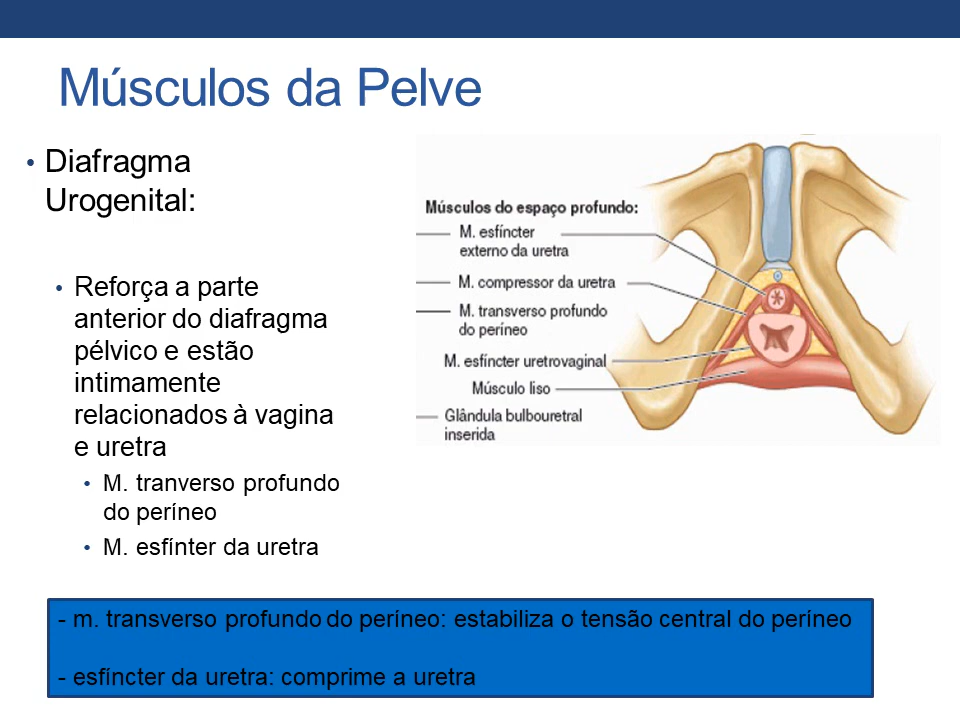 Músculos da Pelve
• Diafragma
Urogenital:
• Reforça a parte
anterior do diafragma
pélvico e estão
intimamente
relacionados à vagina
e uretra
• M. tranverso profundo
do períneo
• M. esfínter da uretra
Músculos do espaço profundo:
M. esfíncter
externo da uretra
M. compressor da uretra
M. transverso profundo
do períneo
M. esfíncter uretrovaginal
Músculo liso
Glândula bulbouretral
inserida
- m. transverso profundo do períneo: estabiliza o tensão central do períneo
- esfíncter da uretra: comprime a uretra